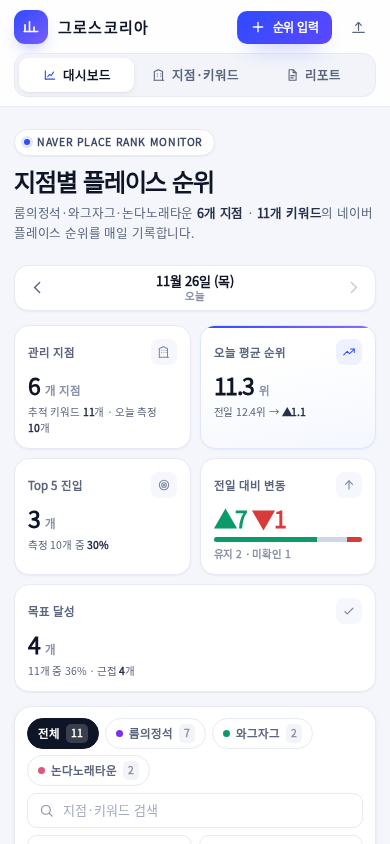 그로스코리아
순위 입력
대시보드
지점·키워드
리포트
NAVER PLACE RANK MONITOR
지점별 플레이스 순위
룸의정석·와그자그·논다노래타운 6개 지점 · 11개 키워드의 네이버
플레이스 순위를 매일 기록합니다.
11월 26일 (목)
오늘
관리 지점
6 개 지점
추적 키워드 11개 · 오늘 측정
10개
오늘 평균 순위
11.3 위
전일 12.4위 → ▲1.1
Top 5 진입
3 개
측정 10개 중 30%
전일 대비 변동
▲7 ▼1
유지 2 · 미확인 1
목표 달성
4 개
11개 중 36% · 근접 4개
전체 11
룸의정석 7
와그자그 2
논다노래타운 2
지점·키워드 검색